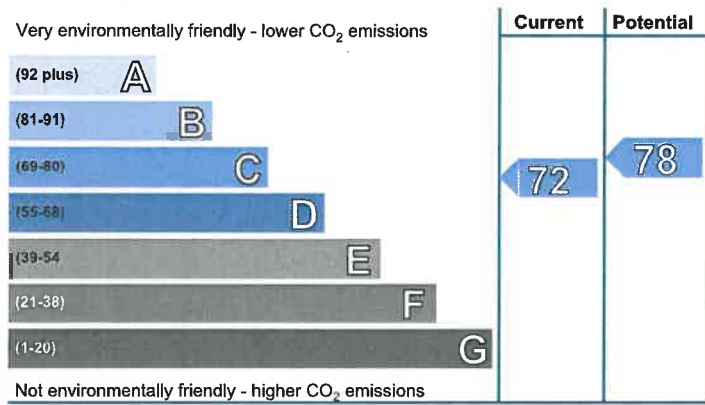 Very environmentally friendly - lower CO2 emissions
Current
Potential
(92 plus) A
(81-91) B
(69-80) C
(55-68) D
(39-54 E
(21-38) F
(1-20) G
72
78
Not environmentally friendly - higher CO2 emissions